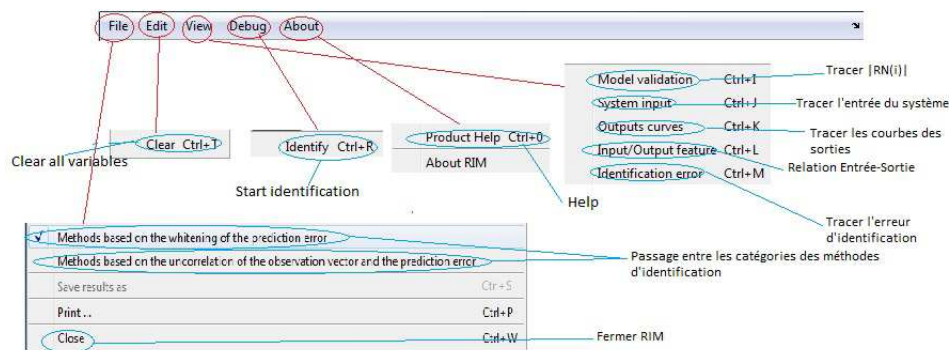 File Edit View Debug About
Model validation Ctrl+I
Tracer |RN(i)|
System input Ctrl+J
Tracer l'entrée du système
Outputs curves Ctrl+K
Tracer les courbes des
sorties
Input/Output feature Ctrl+L
Relation Entrée-Sortie
Identification error Ctrl+M
Tracer l'erreur
d'identification
Clear Ctrl+T
Clear all variables
Identify Ctrl+R
Start identification
Product Help Ctrl+0
About RIM
Help
√ Methods based on the whitening of the prediction error
Methods based on the uncorrelation of the observation vector and the prediction error
Passage entre les catégories des méthodes
d'identification
Save results as Ctr+S
Print ... Ctrl+P
Close Ctrl+W
Fermer RIM